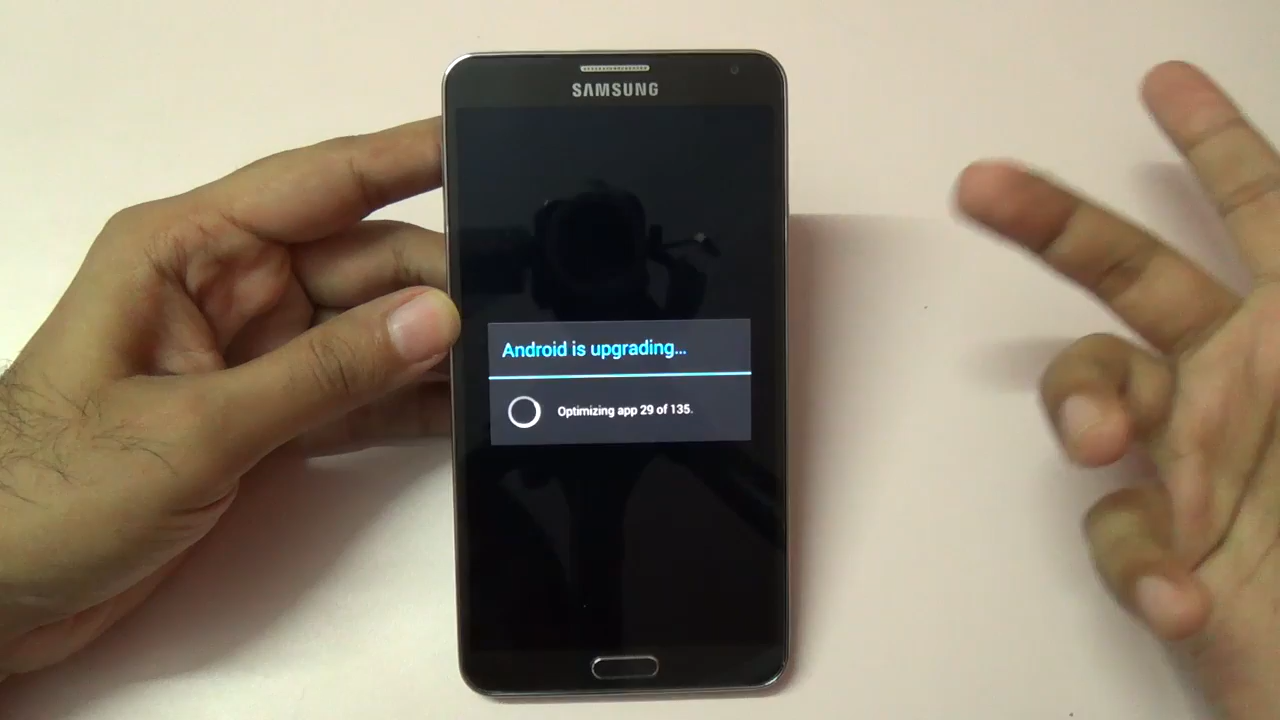 SAMSUNG
Android is upgrading...
Optimizing app 29 of 135.